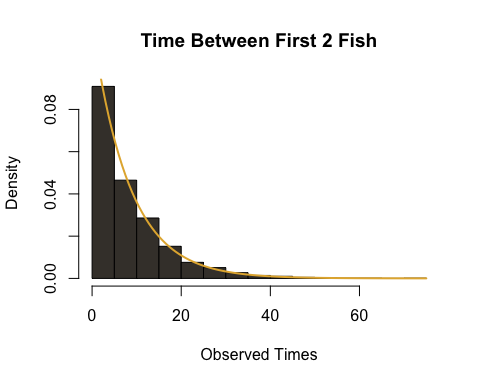 Time Between First 2 Fish
Density
0.08
0.04
0.00
0 20 40 60
Observed Times